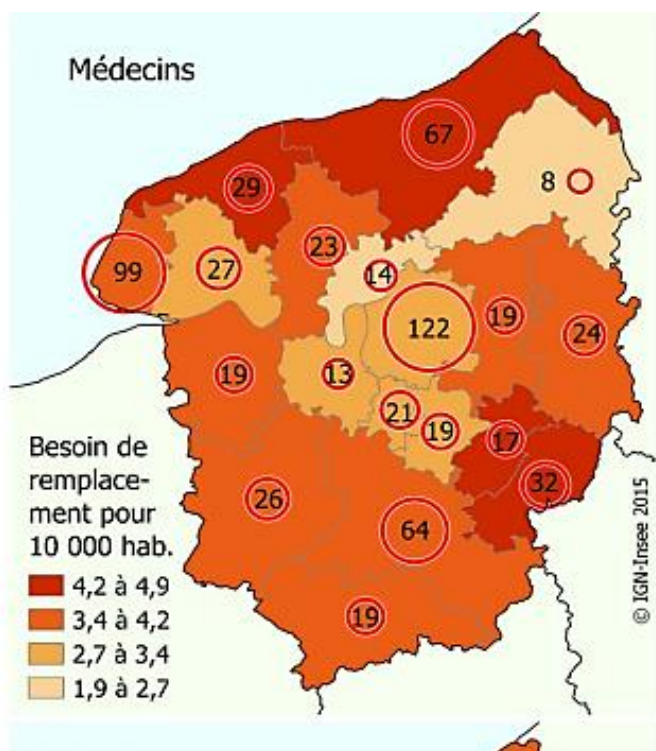 Médecins
67
29
8
23
99
27
14
122
19
24
19
13
21
19
17
32
26
64
19
Besoin de
remplace-
ment pour
10 000 hab.
4,2 à 4,9
3,4 à 4,2
2,7 à 3,4
1,9 à 2,7
© IGN-Insee 2015